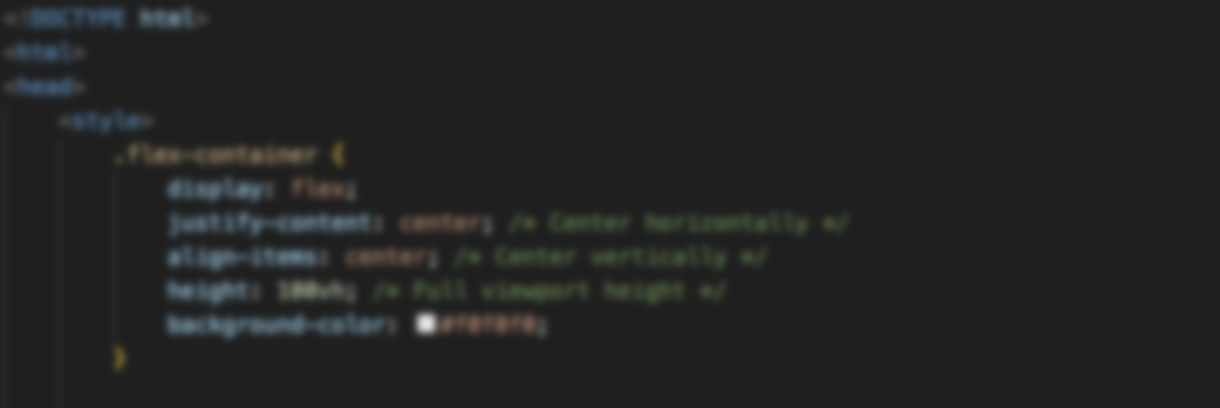 <!DOCTYPE html>
<html>
<head>
<style>
.flex-container {
display: flex;
justify-content: center; /* Center horizontally */
align-items: center; /* Center vertically */
height: 100vh; /* Full viewport height */
background-color:
}